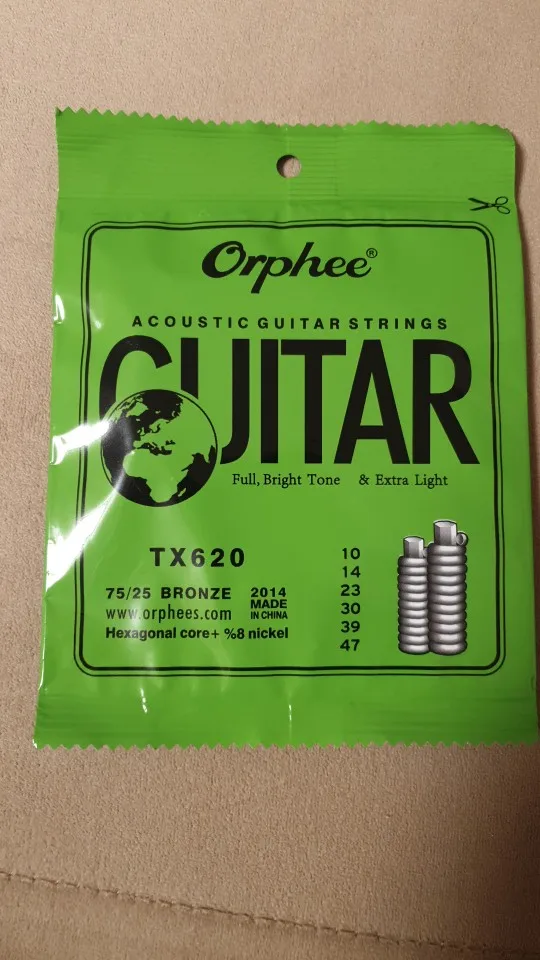 Orphee®
ACOUSTIC GUITAR STRINGS
GUITAR
Full, Bright Tone & Extra Light
TX620
75/25 BRONZE
www.orphees.com
2014
MADE
IN CHINA
Hexagonal core+ %8 nickel
10
14
23
30
39
47